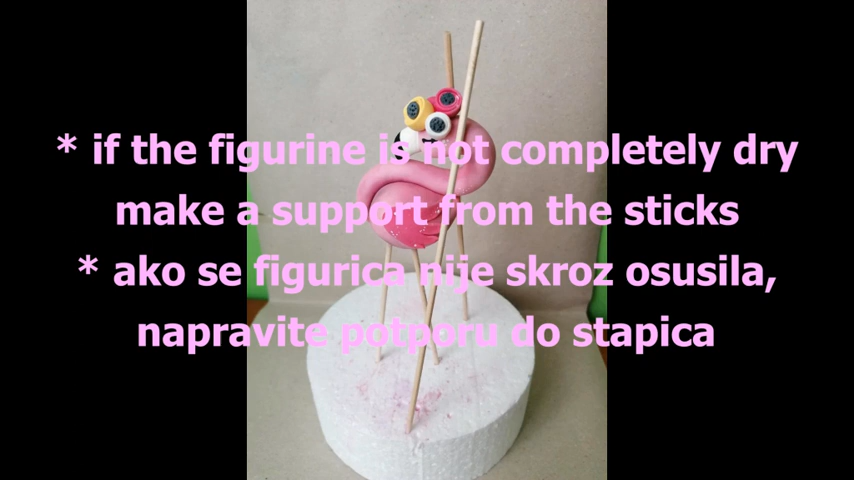 * if the figurine is not completely dry
make a support from the sticks
* ako se figurica nije skroz osusila,
napravite potporu do stapica